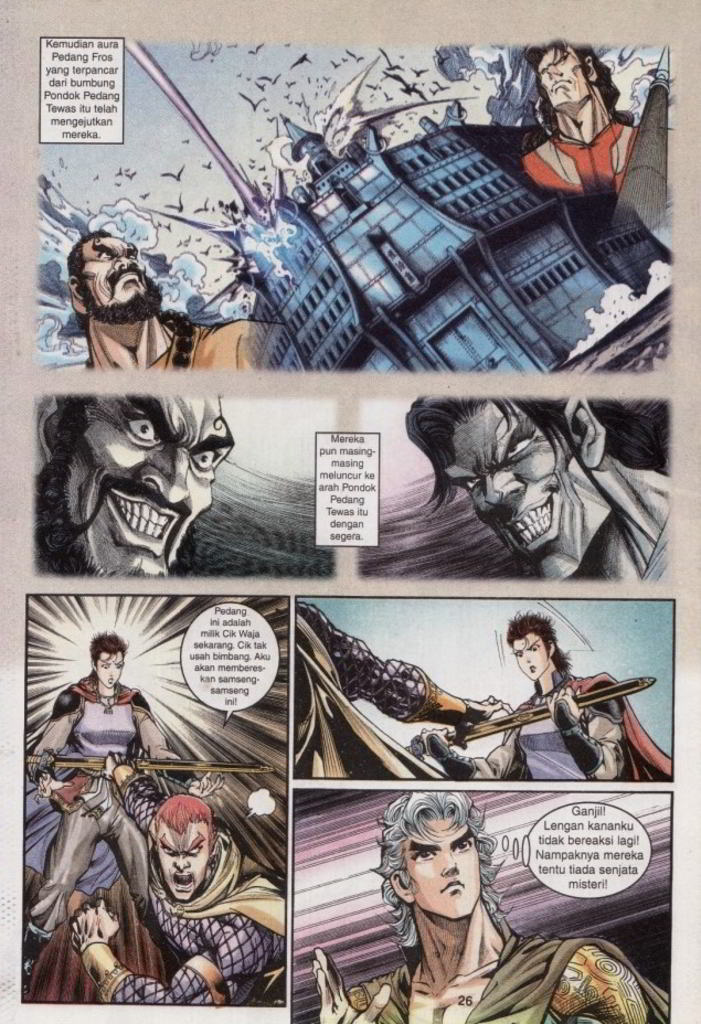 Kemudian aura
Pedang Fros
yang terpancar
dari bumbung
Pondok Pedang
Tewas itu telah
mengejutkan
mereka.
Mereka
pun masing-
masing
meluncur ke
arah Pondok
Pedang
Tewas itu
dengan
segera.
Pedang
ini adalah
milik Cik Waja
sekarang. Cik tak
usah bimbang. Aku
akan memberes-
kan samseng-
samseng
ini!
Ganjil!
Lengan kananku
tidak bereaksi lagi!
Nampaknya mereka
tentu tiada senjata
misteri!
26